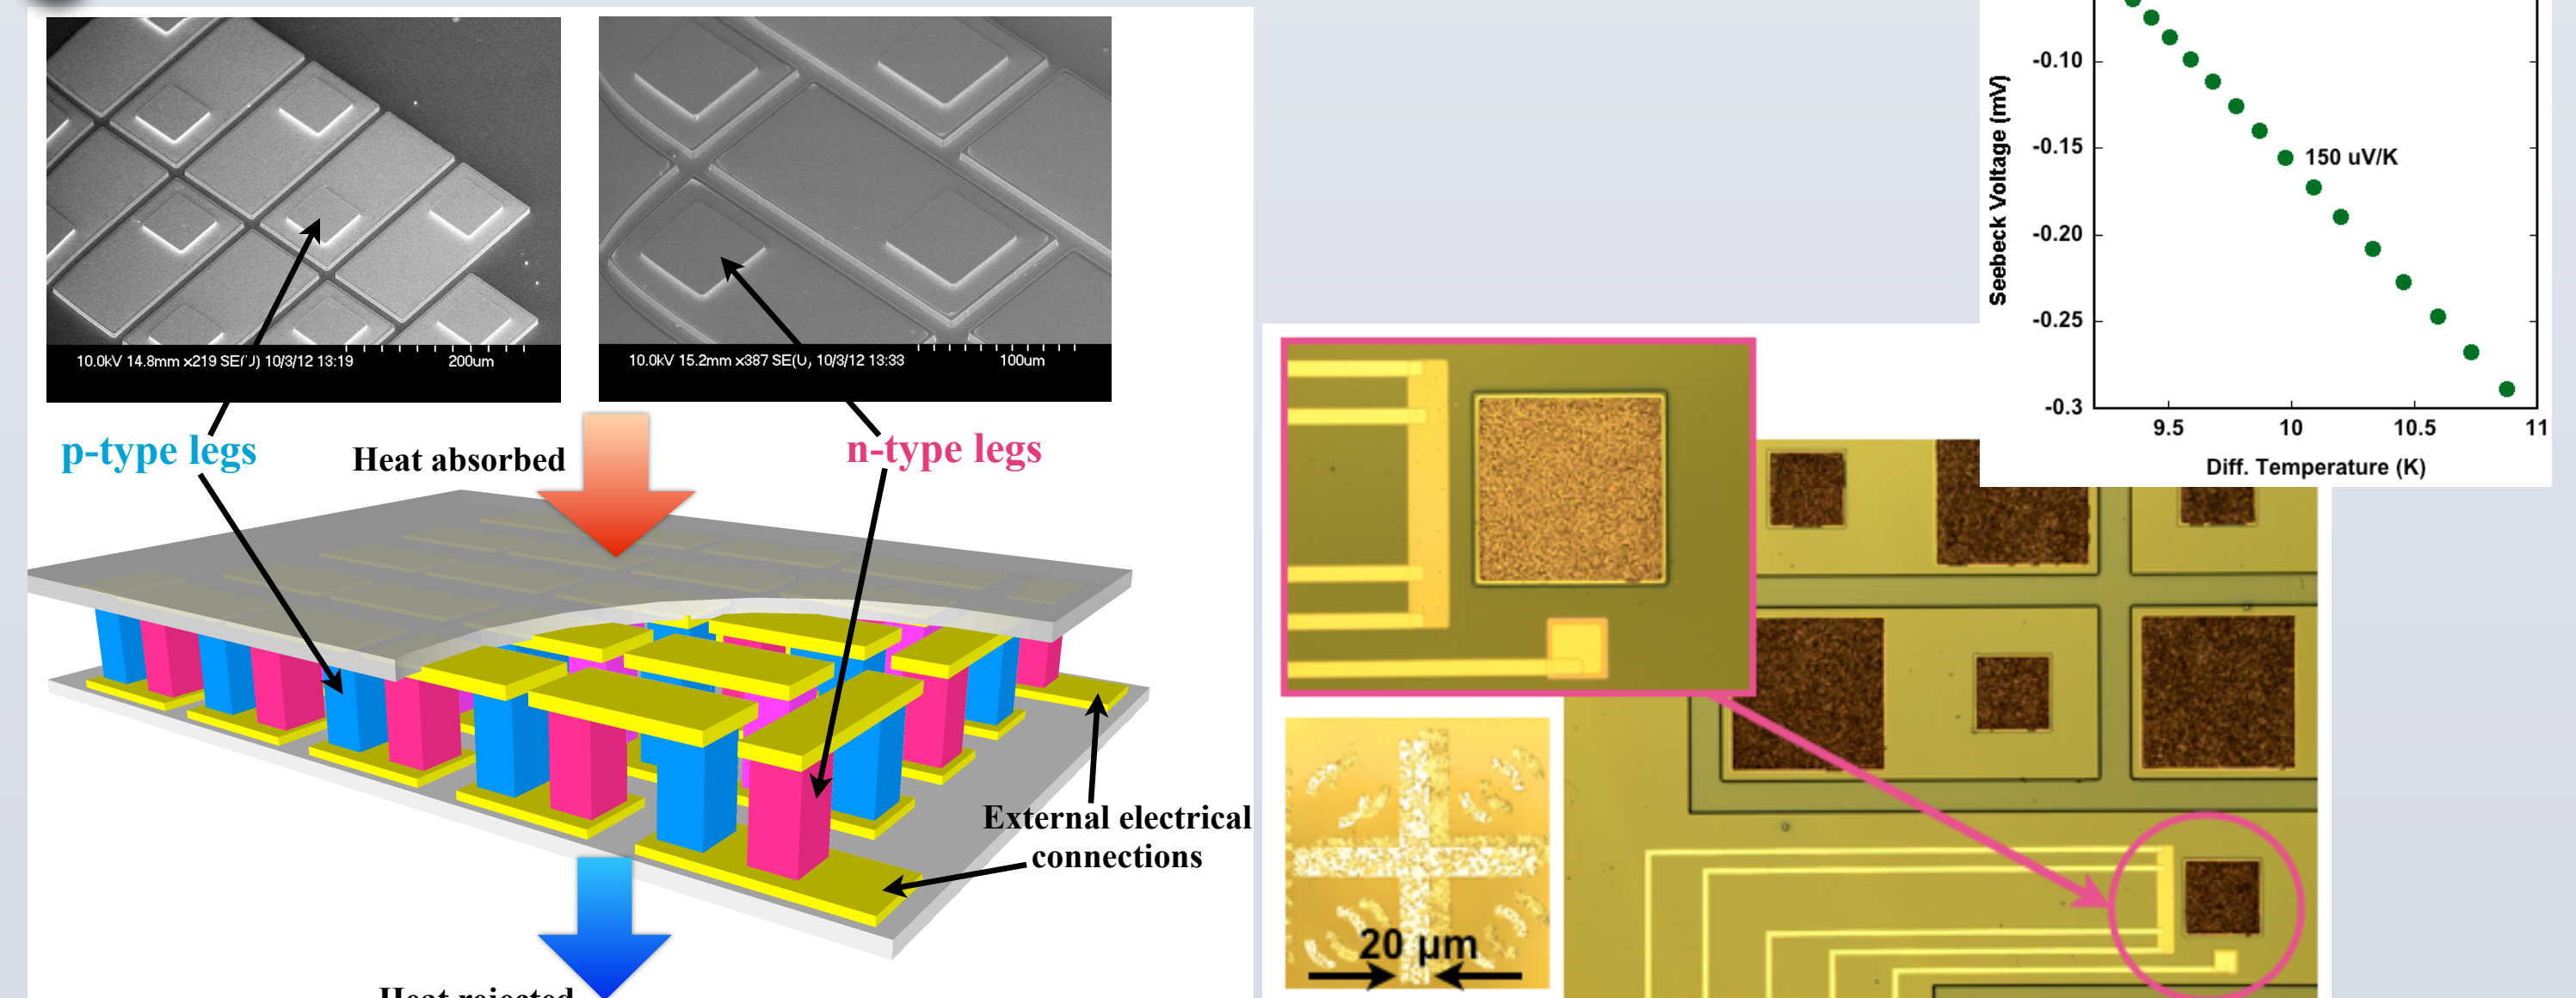 10.0kV 14.8mm x219 SE(U) 10/3/12 13:19
200um
10.0kV 15.2mm x387 SE(U) 10/3/12 13:33
100um
p-type legs
Heat absorbed
n-type legs
External electrical
connections
Heat rejected
20 µm
Seebeck Voltage (mV)
-0.10
-0.15
-0.20
-0.25
-0.3
150 uV/K
9.5
10
10.5
11
Diff. Temperature (K)